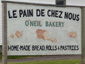 LE PAIN DE CHEZ NOUS
O'NEIL BAKERY
HOME MADE BREAD, ROLLS & PASTRIES